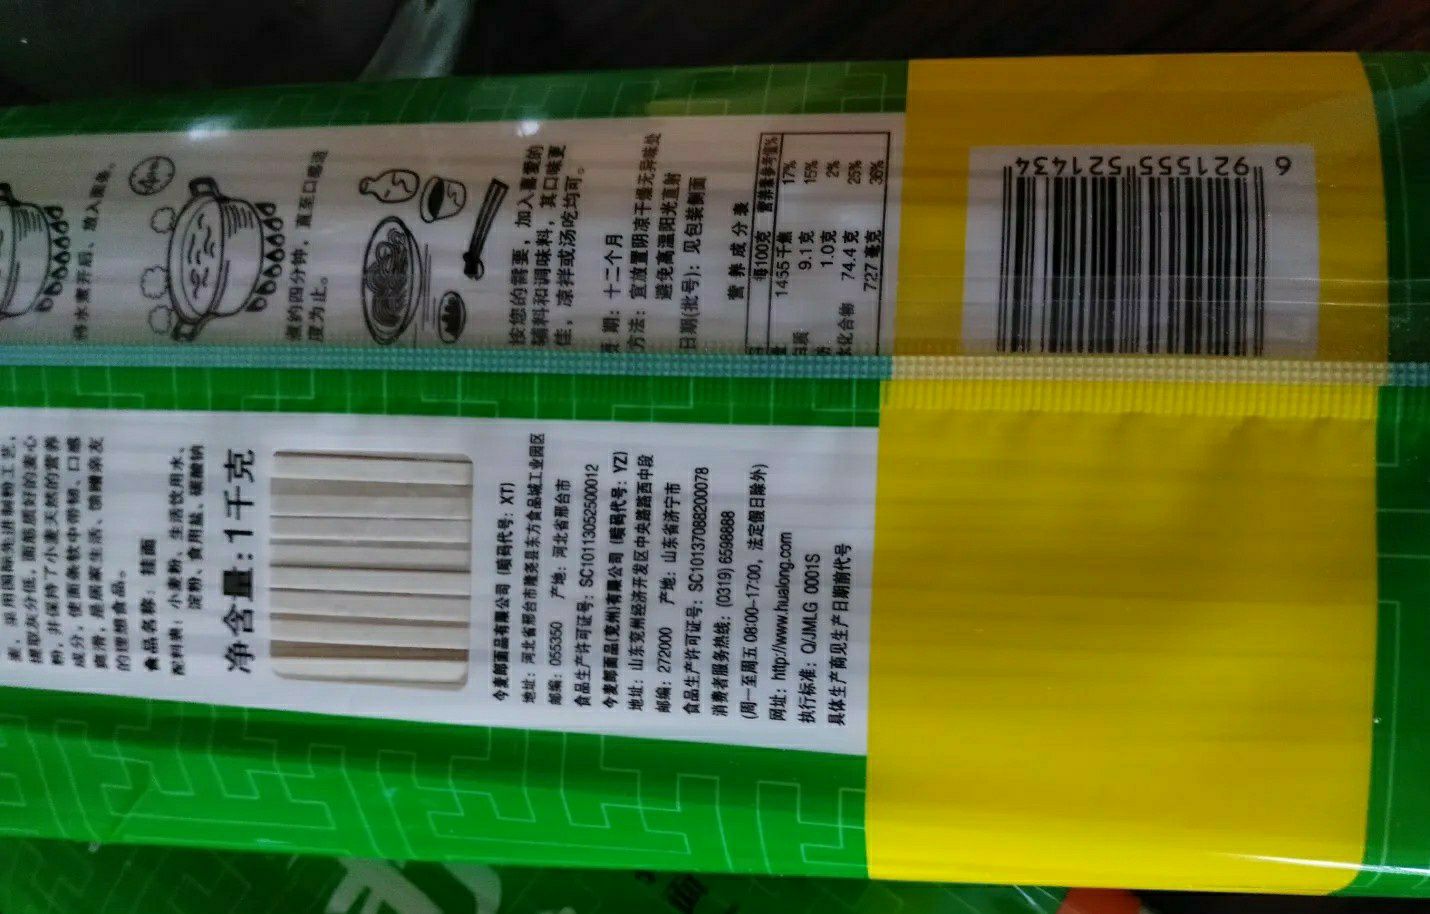 麦，采用国际先进制粉工艺，
提取灰分低，面筋质好的麦心
粉，并保持了小麦天然的营养
成分，使面条软中带韧、口感
爽滑，是居家生活、馈赠亲友
的理想食品。
食品名称：挂面
配料表：小麦粉、生活饮用水、
淀粉、食用盐、碳酸钠
净含量：1千克
今麦郎面品有限公司（喷码代号：XT）
地址：河北省邢台市隆尧县东方食品城工业园区
邮编：055350 产地：河北省邢台市
食品生产许可证号：SC10113052500012
今麦郎面品(兖州)有限公司（喷码代号：YZ）
地址：山东兖州经济开发区中央路路西中段
邮编：272000 产地：山东省济宁市
食品生产许可证号：SC10137088200078
消费者服务热线：(0319) 6598888
(周一至周五 08:00-17:00，法定假日除外)
网址：http://www.hualong.com
执行标准：Q/JMLG 0001S
具体生产商见生产日期前代号
将水煮开后，放入面条。
煮约四分钟，直至口感适
度为止。
按您的需要，加入喜爱的
辅料和调味料，其口味更
佳，凉拌或汤吃均可。
期：十二个月
方法：宜放置阴凉干燥无异味处
避免高温阳光直射
日期(批号)：见包装侧面
营养成分表
每100克 营养素参考值%
1455千焦 17%
白质 9.1克 15%
1.0克 2%
水化合物 74.4克 25%
727毫克 36%
6 921555 521434